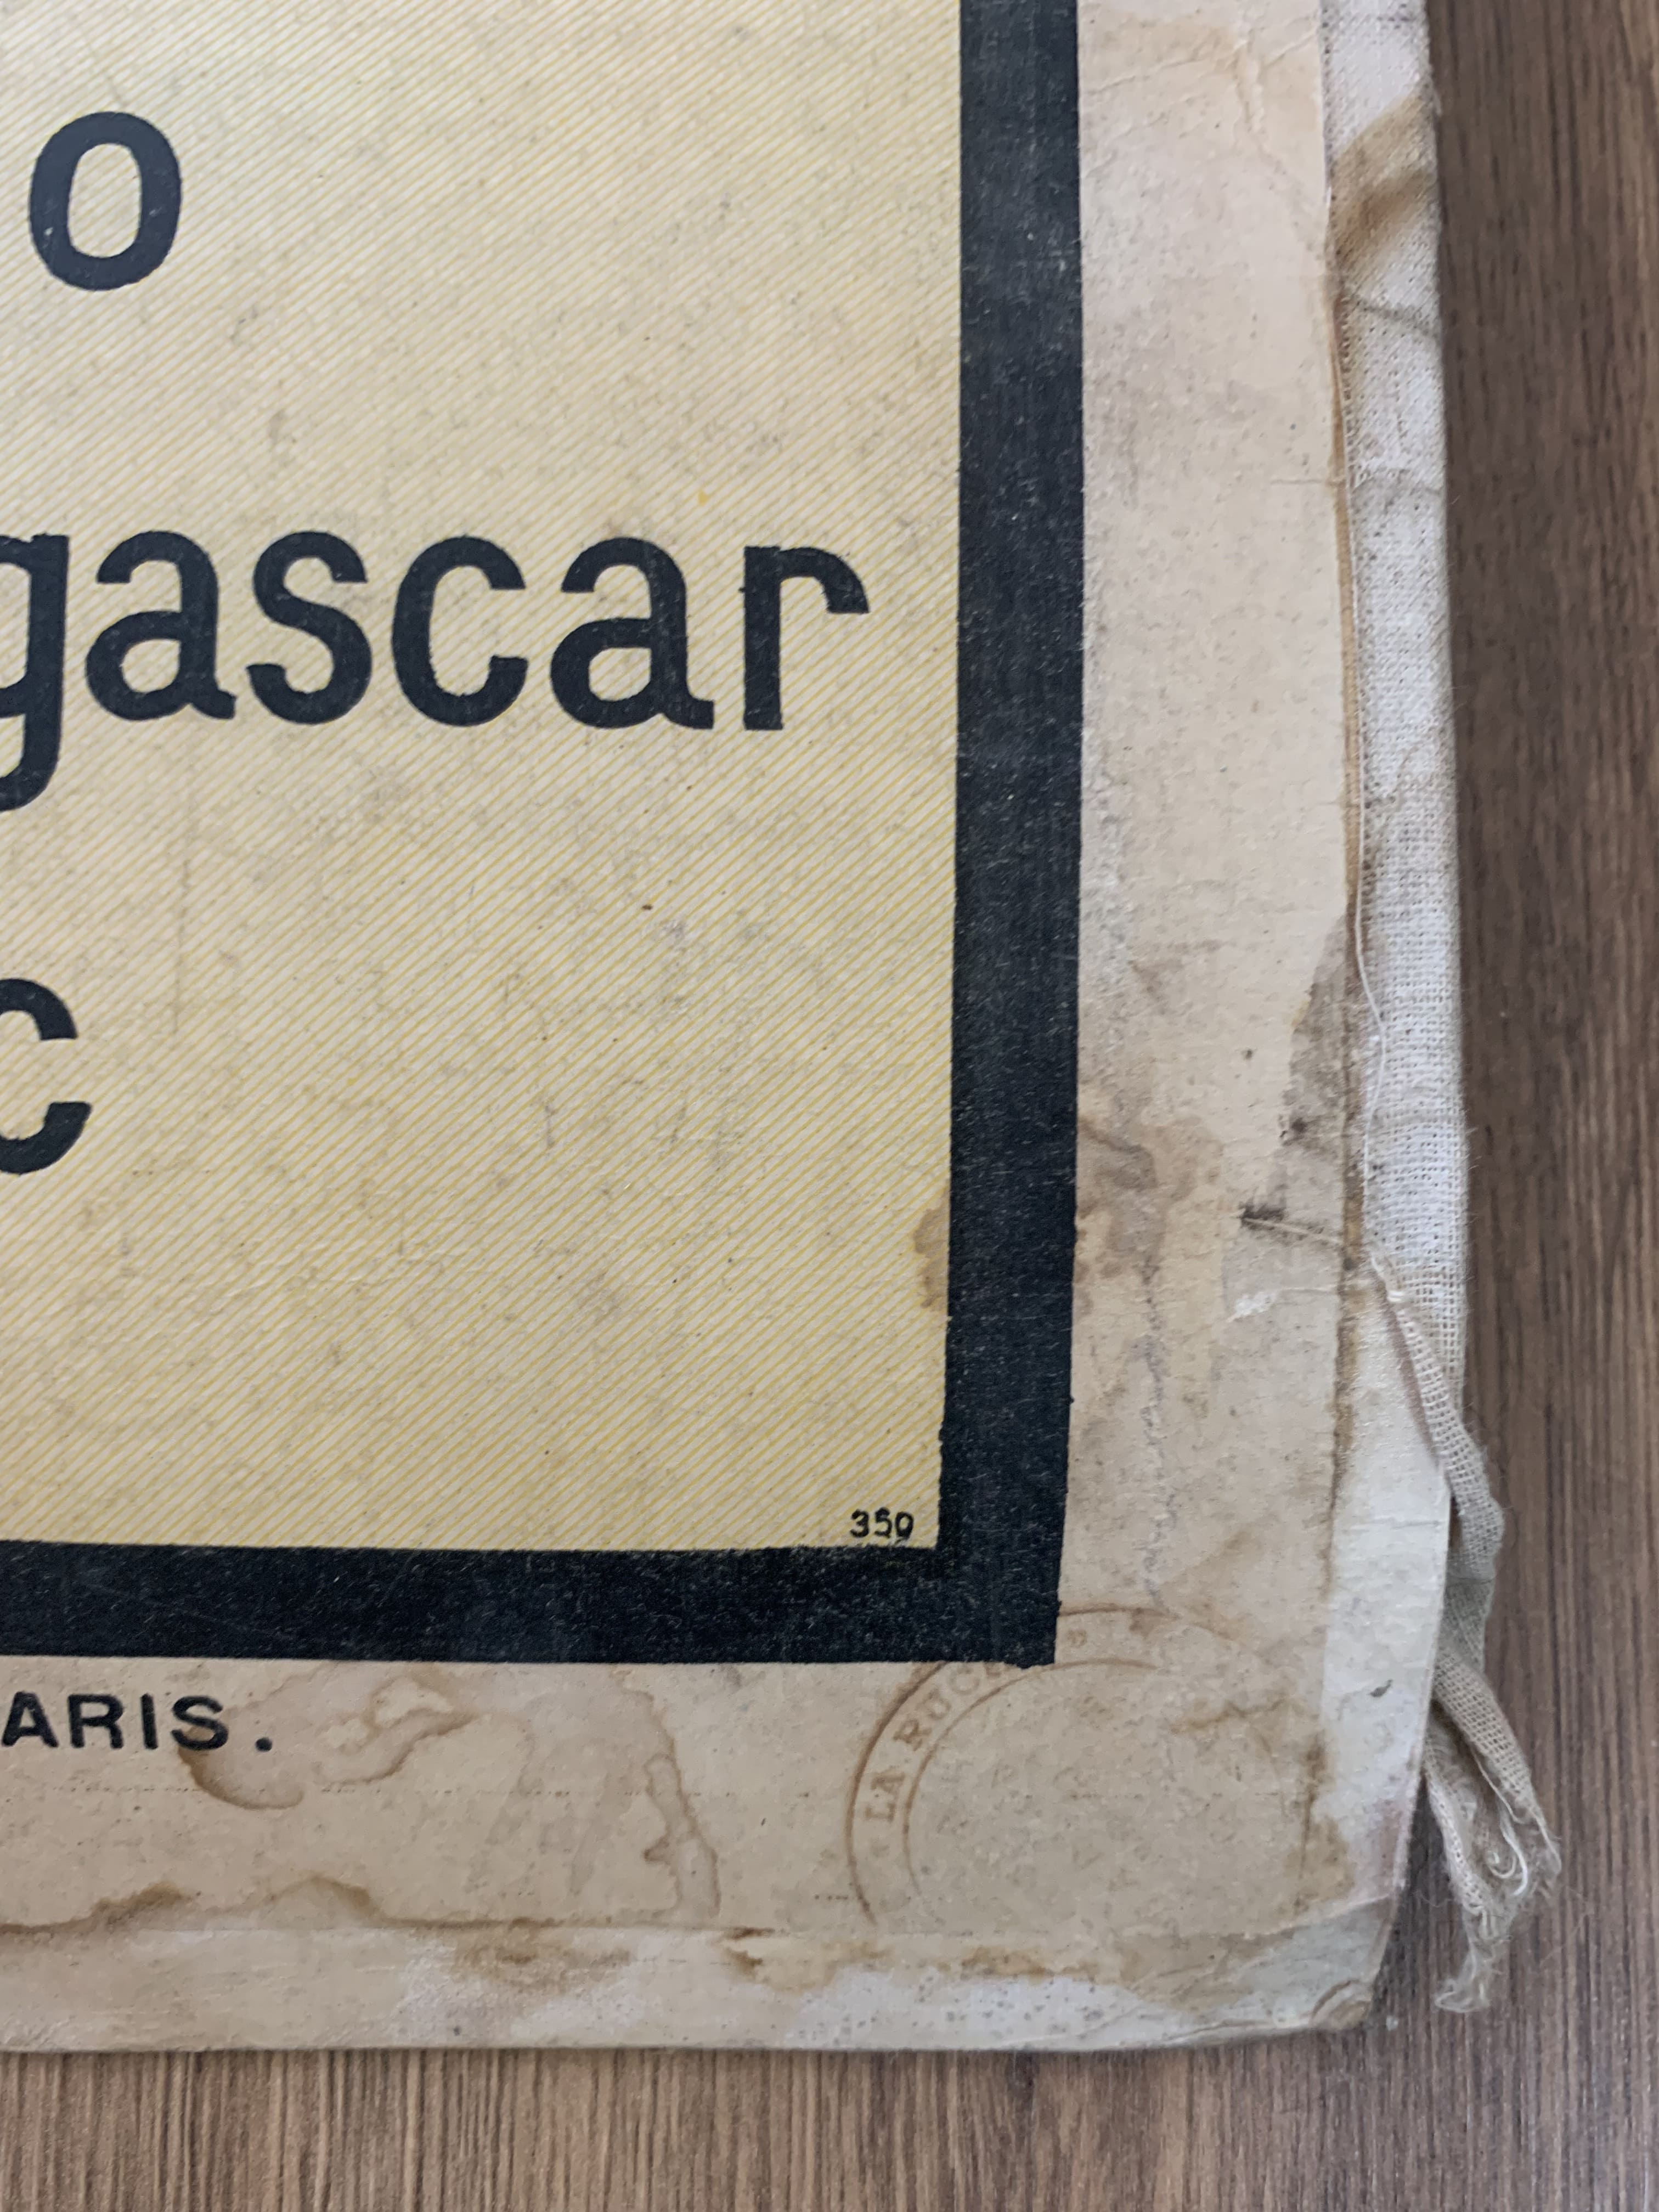 o
gascar
c
350
ARIS.
LA RUC